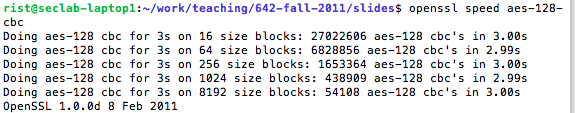 rist@seclab-laptop1:~/work/teaching/642-fall-2011/slides$ openssl speed aes-128-
cbc
Doing aes-128 cbc for 3s on 16 size blocks: 27022606 aes-128 cbc's in 3.00s
Doing aes-128 cbc for 3s on 64 size blocks: 6828856 aes-128 cbc's in 2.99s
Doing aes-128 cbc for 3s on 256 size blocks: 1653364 aes-128 cbc's in 3.00s
Doing aes-128 cbc for 3s on 1024 size blocks: 438909 aes-128 cbc's in 2.99s
Doing aes-128 cbc for 3s on 8192 size blocks: 54108 aes-128 cbc's in 3.00s
OpenSSL 1.0.0d 8 Feb 2011